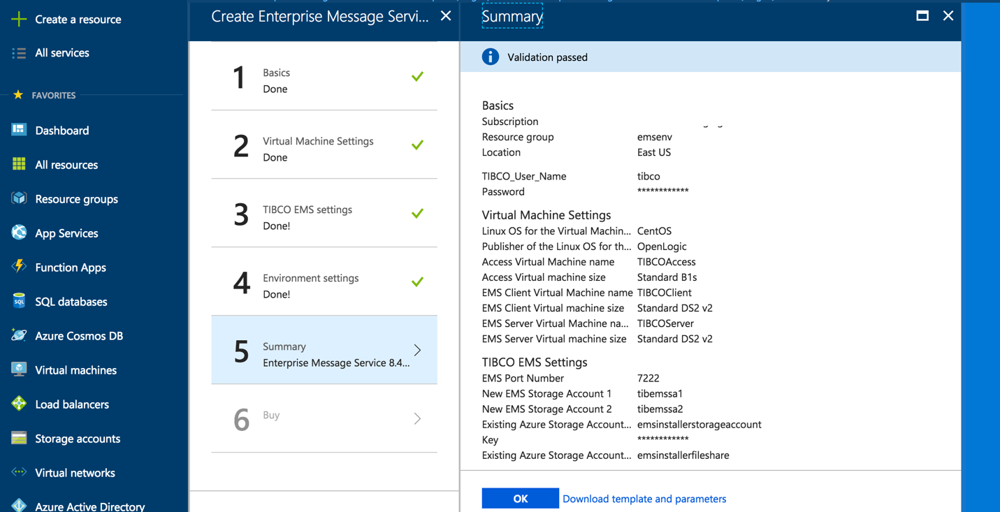 Create a resource
All services
FAVORITES
Dashboard
All resources
Resource groups
App Services
Function Apps
SQL databases
Azure Cosmos DB
Virtual machines
Load balancers
Storage accounts
Virtual networks
Azure Active Directory
Create Enterprise Message Servi...
1 Basics
Done
2 Virtual Machine Settings
Done
3 TIBCO EMS settings
Done!
4 Environment settings
Done!
5 Summary
Enterprise Message Service 8.4...
6 Buy
Summary
Validation passed
Basics
Subscription
Resource group emsenv
Location East US
TIBCO_User_Name tibco
Password ************
Virtual Machine Settings
Linux OS for the Virtual Machin... CentOS
Publisher of the Linux OS for th... OpenLogic
Access Virtual Machine name TIBCOAccess
Access Virtual machine size Standard B1s
EMS Client Virtual Machine name TIBCOClient
EMS Client Virtual machine size Standard DS2 v2
EMS Server Virtual Machine na... TIBCOServer
EMS Server Virtual machine size Standard DS2 v2
TIBCO EMS Settings
EMS Port Number 7222
New EMS Storage Account 1 tibemssa1
New EMS Storage Account 2 tibemssa2
Existing Azure Storage Account... emsinstallerstorageaccount
Key ************
Existing Azure Storage Account... emsinstallerfileshare
OK Download template and parameters